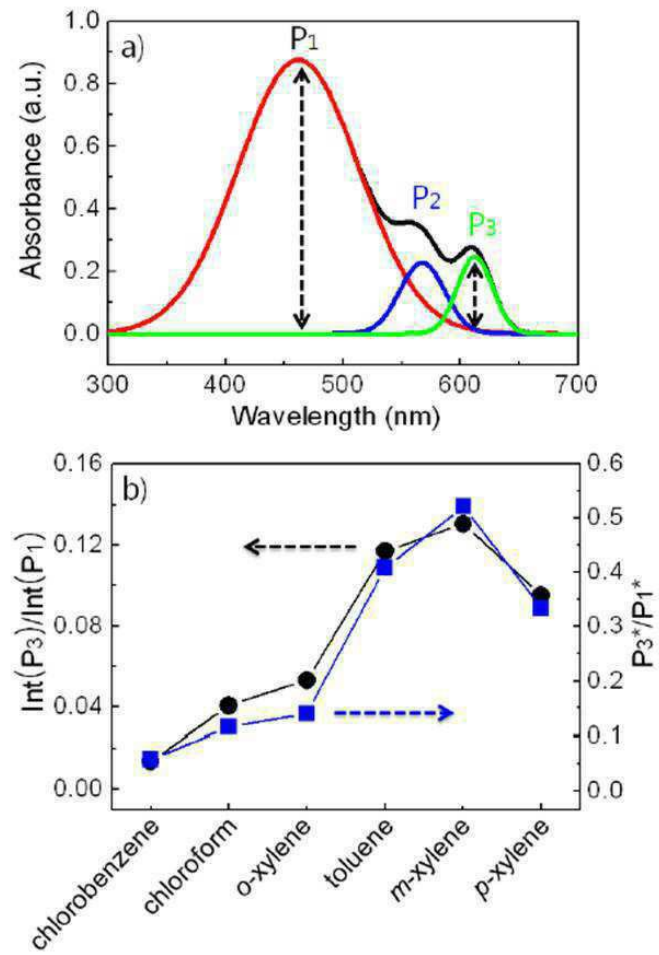 a)
P1
P2
P3
Absorbance (a.u.)
1.0
0.8
0.6
0.4
0.2
0.0
300 400 500 600 700
Wavelength (nm)
b)
Int(P3)/Int(P1)
0.16
0.12
0.08
0.04
0.00
P3*/P1*
0.6
0.5
0.4
0.3
0.2
0.1
0.0
chlorobenzene
chloroform
o-xylene
toluene
m-xylene
p-xylene